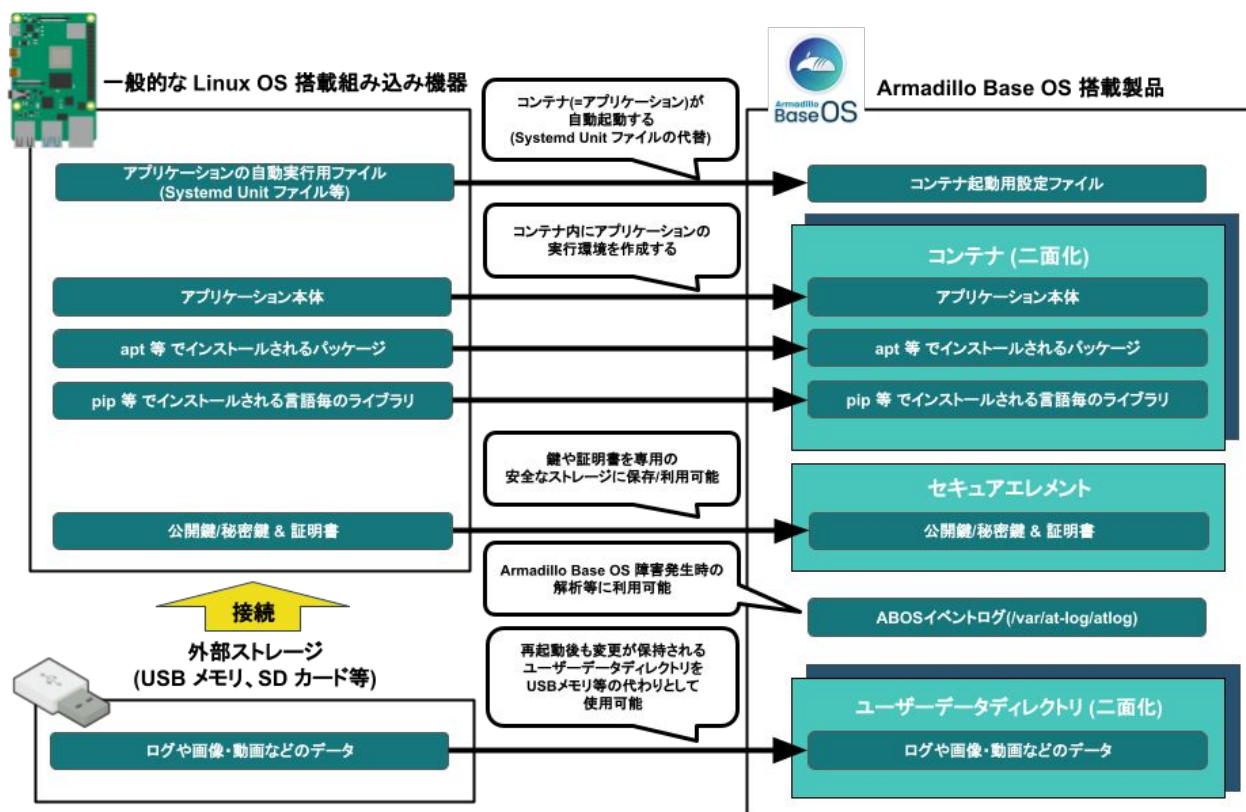 一般的な Linux OS 搭載組み込み機器
Armadillo
BaseOS
Armadillo Base OS 搭載製品
コンテナ(=アプリケーション)が
自動起動する
(Systemd Unit ファイルの代替)
アプリケーションの自動実行用ファイル
(Systemd Unit ファイル等)
コンテナ起動用設定ファイル
コンテナ内にアプリケーションの
実行環境を作成する
コンテナ (二面化)
アプリケーション本体
アプリケーション本体
apt 等 でインストールされるパッケージ
apt 等 でインストールされるパッケージ
pip 等 でインストールされる言語毎のライブラリ
pip 等 でインストールされる言語毎のライブラリ
鍵や証明書を専用の
安全なストレージに保存/利用可能
セキュアエレメント
公開鍵/秘密鍵 & 証明書
公開鍵/秘密鍵 & 証明書
Armadillo Base OS 障害発生時の
解析等に利用可能
ABOSイベントログ(/var/at-log/atlog)
接続
外部ストレージ
(USB メモリ、SD カード等)
再起動後も変更が保持される
ユーザーデータディレクトリを
USBメモリ等の代わりとして
使用可能
ユーザーデータディレクトリ (二面化)
ログや画像・動画などのデータ
ログや画像・動画などのデータ